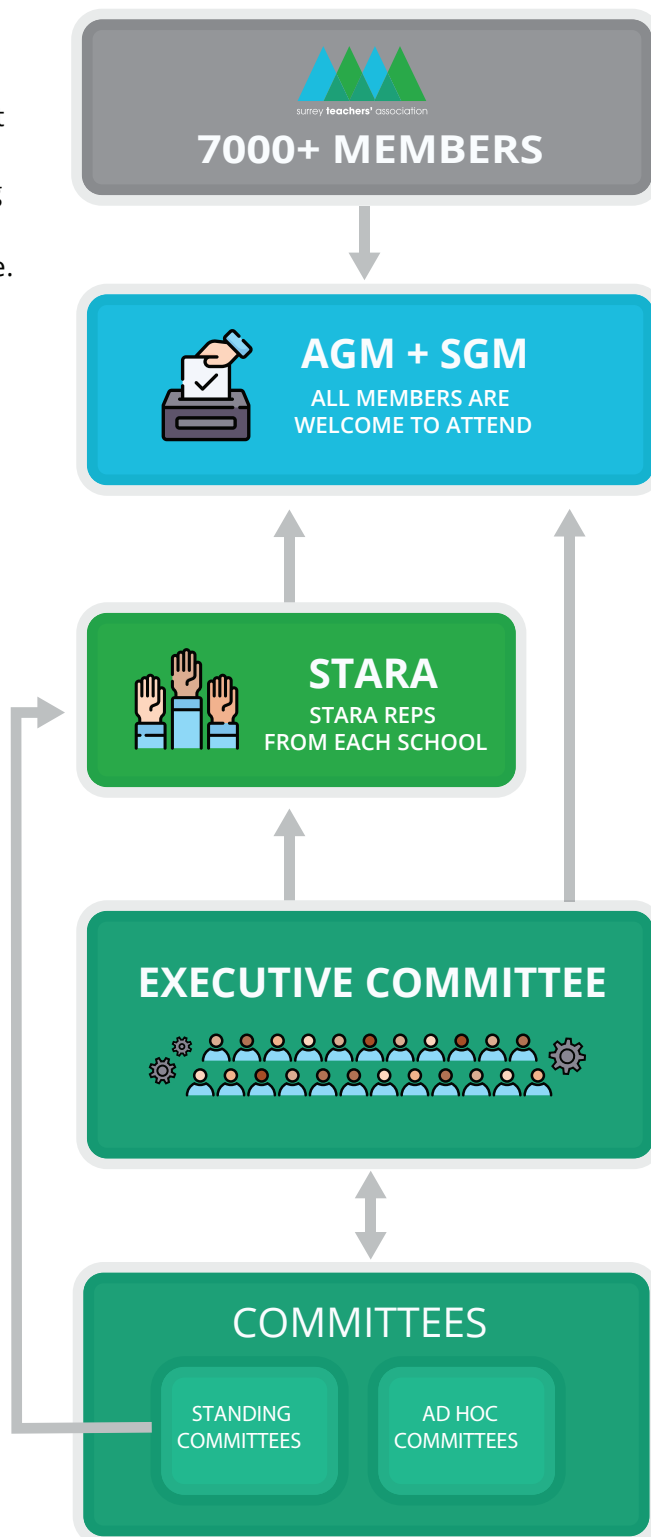 surrey teachers' association
7000+ MEMBERS
AGM + SGM
ALL MEMBERS ARE
WELCOME TO ATTEND
STARA
STARA REPS
FROM EACH SCHOOL
EXECUTIVE COMMITTEE
COMMITTEES
STANDING
COMMITTEES
AD HOC
COMMITTEES